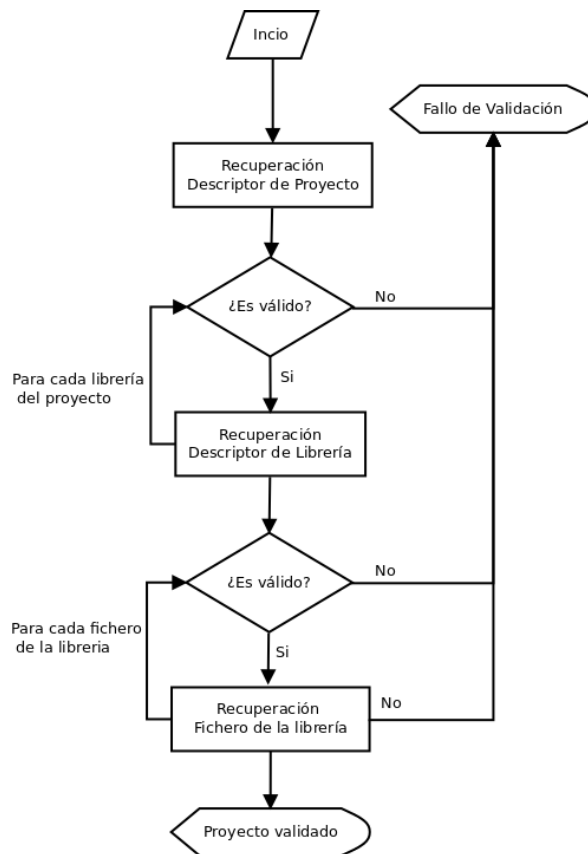 Incio
Fallo de Validación
Recuperación
Descriptor de Proyecto
¿Es válido?
No
Si
Para cada librería
del proyecto
Recuperación
Descriptor de Librería
¿Es válido?
No
Para cada fichero
de la libreria
Si
Recuperación
Fichero de la librería
No
Proyecto validado